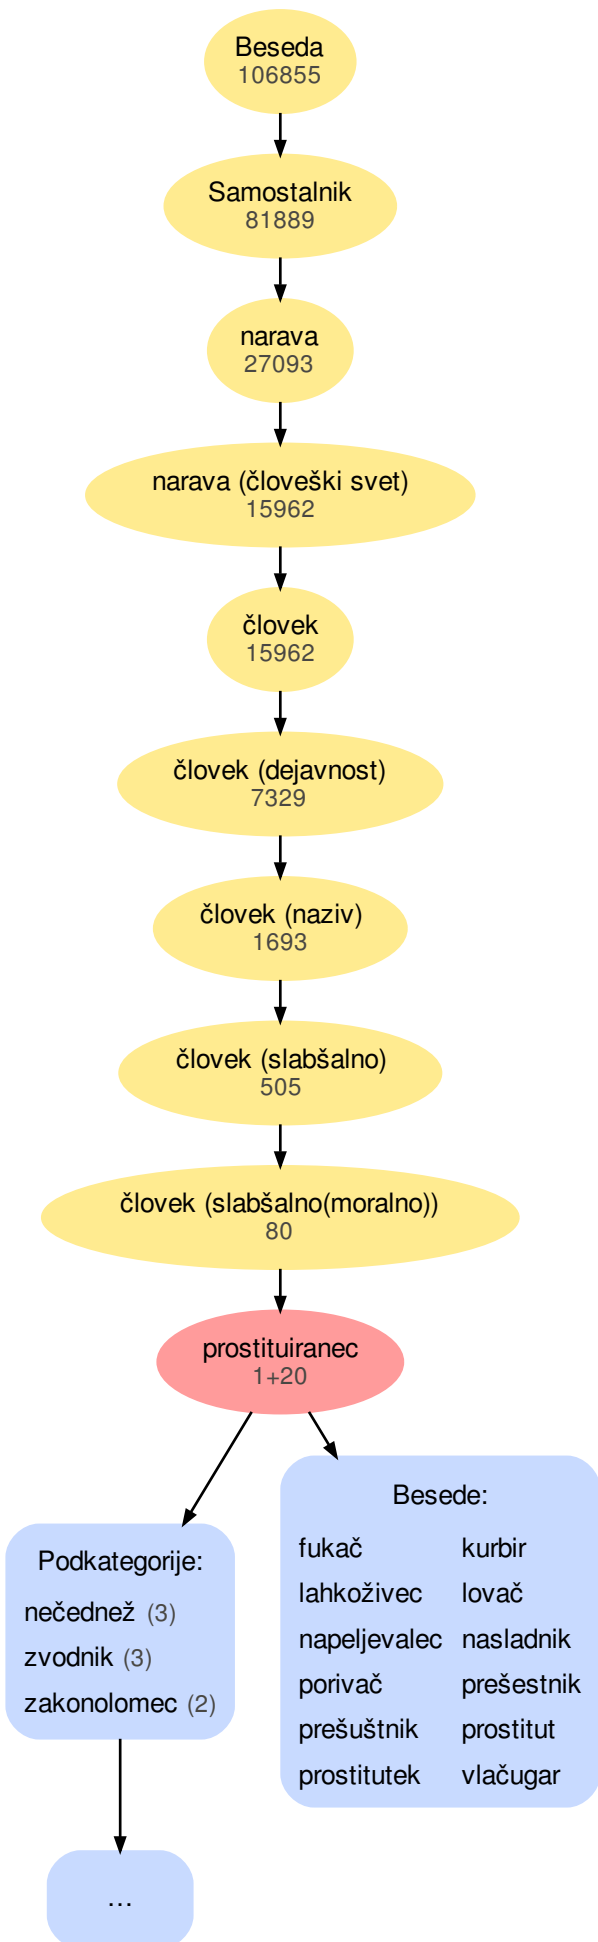 Beseda
106855
Samostalnik
81889
narava
27093
narava (človeški svet)
15962
človek
15962
človek (dejavnost)
7329
človek (naziv)
1693
človek (slabšalno)
505
človek (slabšalno(moralno))
80
prostituiranec
1+20
Podkategorije:
nečednež (3)
zvodnik (3)
zakonolomec (2)
...
Besede:
fukač kurbir
lahkoživec lovač
napeljevalec nasladnik
porivač prešestnik
prešuštnik prostitut
prostitutek vlačugar